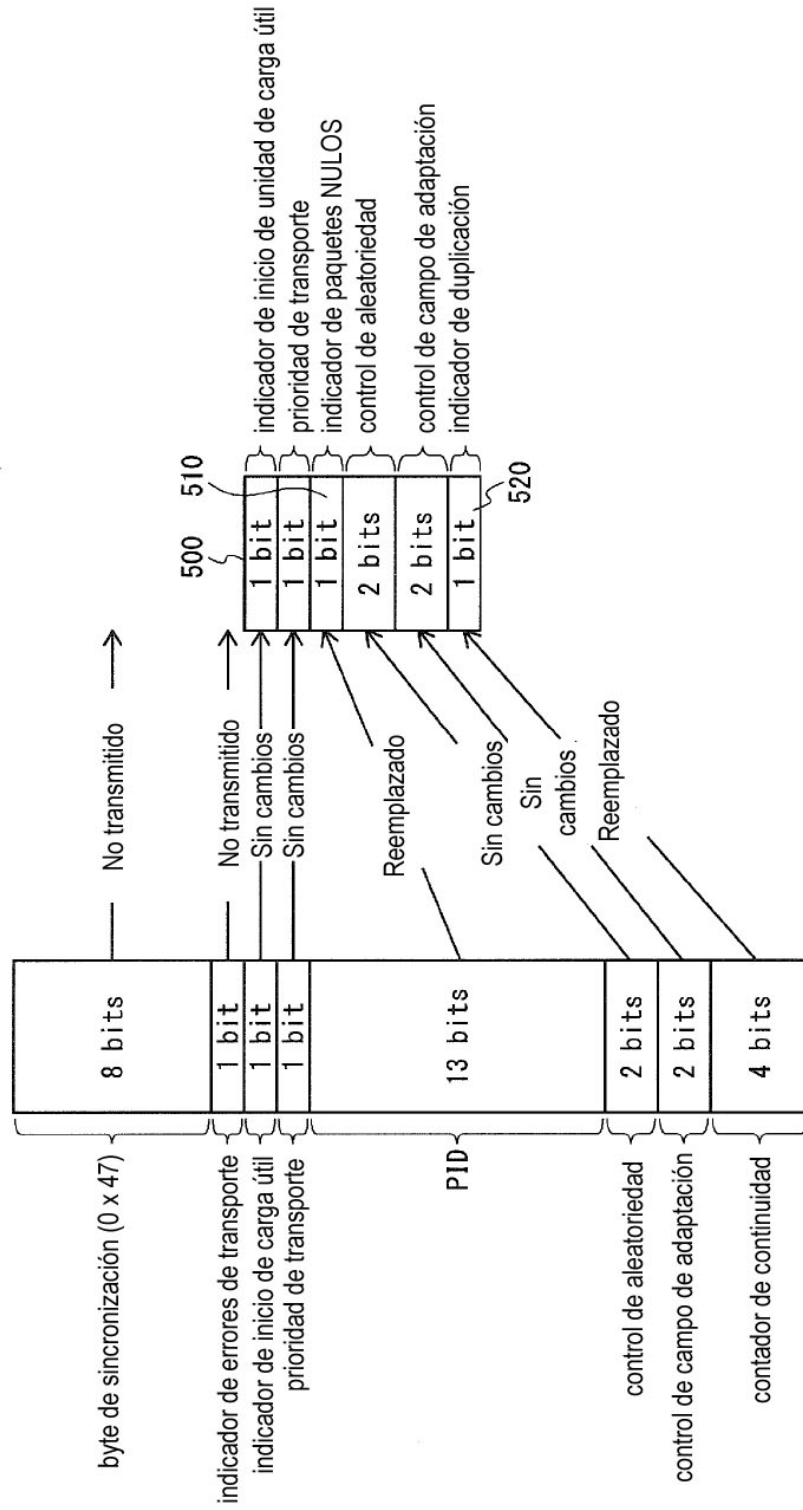 byte de sincronización (0 x 47)
8 bits
No transmitido
indicador de errores de transporte
1 bit
No transmitido
indicador de inicio de carga útil
1 bit
Sin cambios
prioridad de transporte
1 bit
Sin cambios
PID
13 bits
Reemplazado
control de aleatoriedad
2 bits
Sin cambios
control de campo de adaptación
2 bits
Sin
cambios
contador de continuidad
4 bits
Reemplazado
500
1 bit
indicador de inicio de unidad de carga útil
1 bit
prioridad de transporte
510
1 bit
indicador de paquetes NULOS
2 bits
control de aleatoriedad
2 bits
control de campo de adaptación
1 bit
indicador de duplicación
520